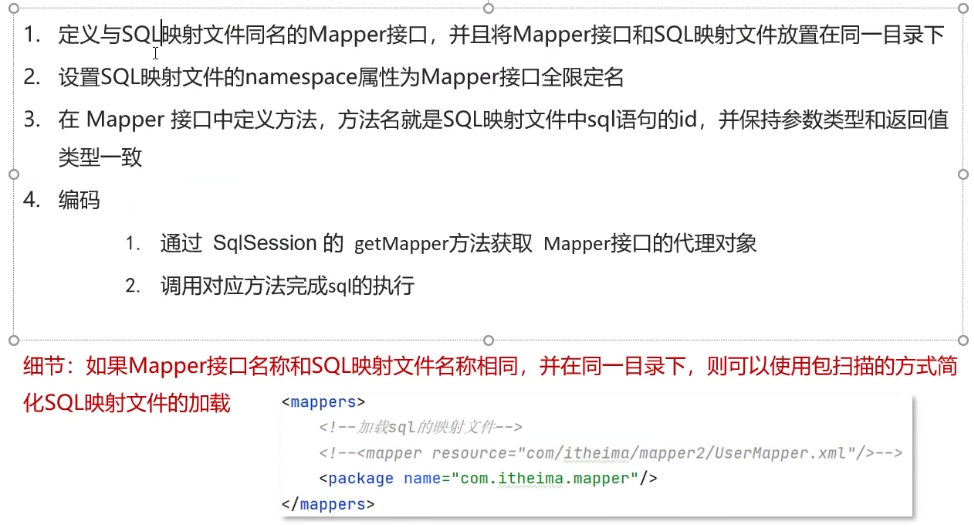 1. 定义与SQL映射文件同名的Mapper接口，并且将Mapper接口和SQL映射文件放置在同一目录下
2. 设置SQL映射文件的namespace属性为Mapper接口全限定名
3. 在 Mapper 接口中定义方法，方法名就是SQL映射文件中sql语句的id，并保持参数类型和返回值
类型一致
4. 编码
1. 通过 SqlSession 的 getMapper方法获取 Mapper接口的代理对象
2. 调用对应方法完成sql的执行
细节：如果Mapper接口名称和SQL映射文件名称相同，并在同一目录下，则可以使用包扫描的方式简
化SQL映射文件的加载
<mappers>
<!--加载sql的映射文件-->
<!--<mapper resource="com/itheima/mapper2/UserMapper.xml"/>-->
<package name="com.itheima.mapper"/>
</mappers>